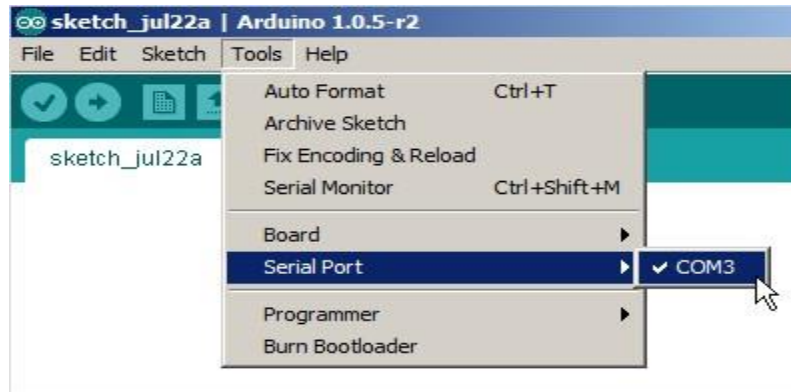 sketch_jul22a | Arduino 1.0.5-r2
File Edit Sketch Tools Help
Auto Format Ctrl+T
Archive Sketch
sketch_jul22a
Fix Encoding & Reload
Serial Monitor Ctrl+Shift+M
Board
Serial Port
COM3
Programmer
Burn Bootloader